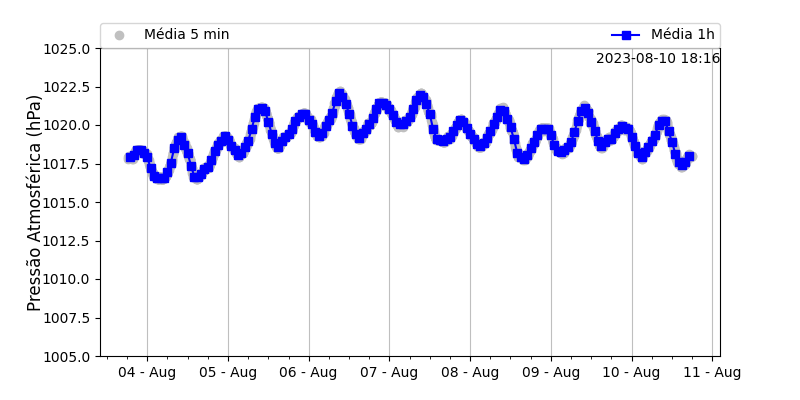 Média 5 min
Média 1h
2023-08-10 18:16
Pressão Atmosférica (hPa)
1025.0
1022.5
1020.0
1017.5
1015.0
1012.5
1010.0
1007.5
1005.0
04 - Aug
05 - Aug
06 - Aug
07 - Aug
08 - Aug
09 - Aug
10 - Aug
11 - Aug